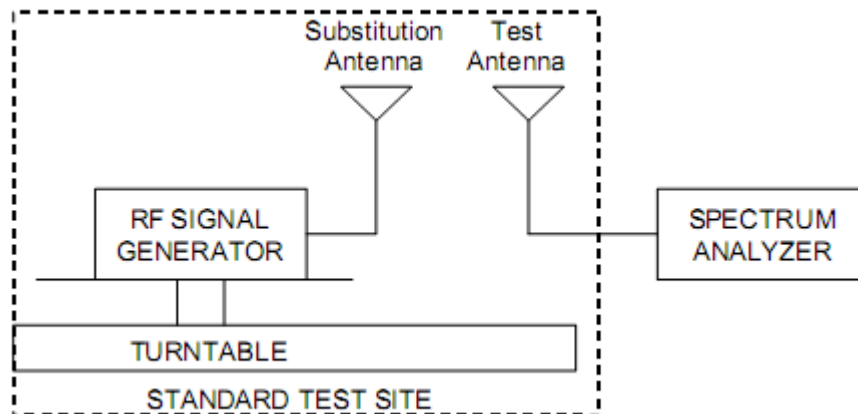 Substitution
Antenna
Test
Antenna
RF SIGNAL
GENERATOR
SPECTRUM
ANALYZER
TURNTABLE
STANDARD TEST SITE